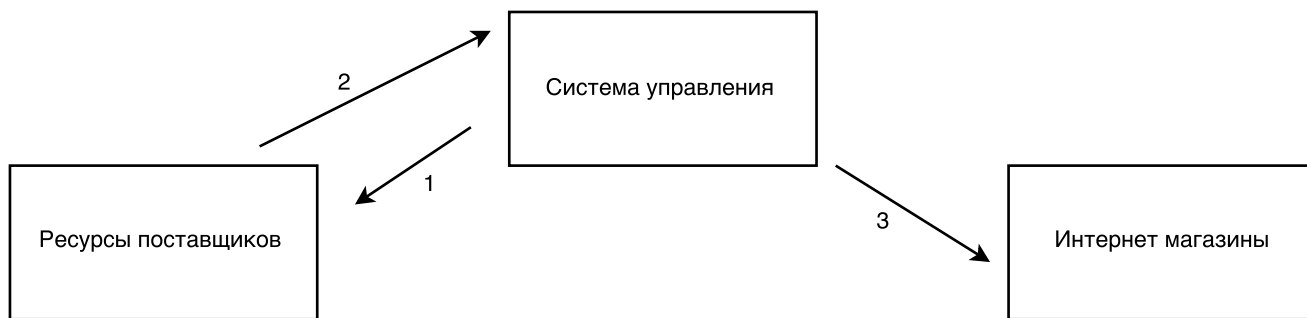 Система управления
2
1
3
Ресурсы поставщиков
Интернет магазины